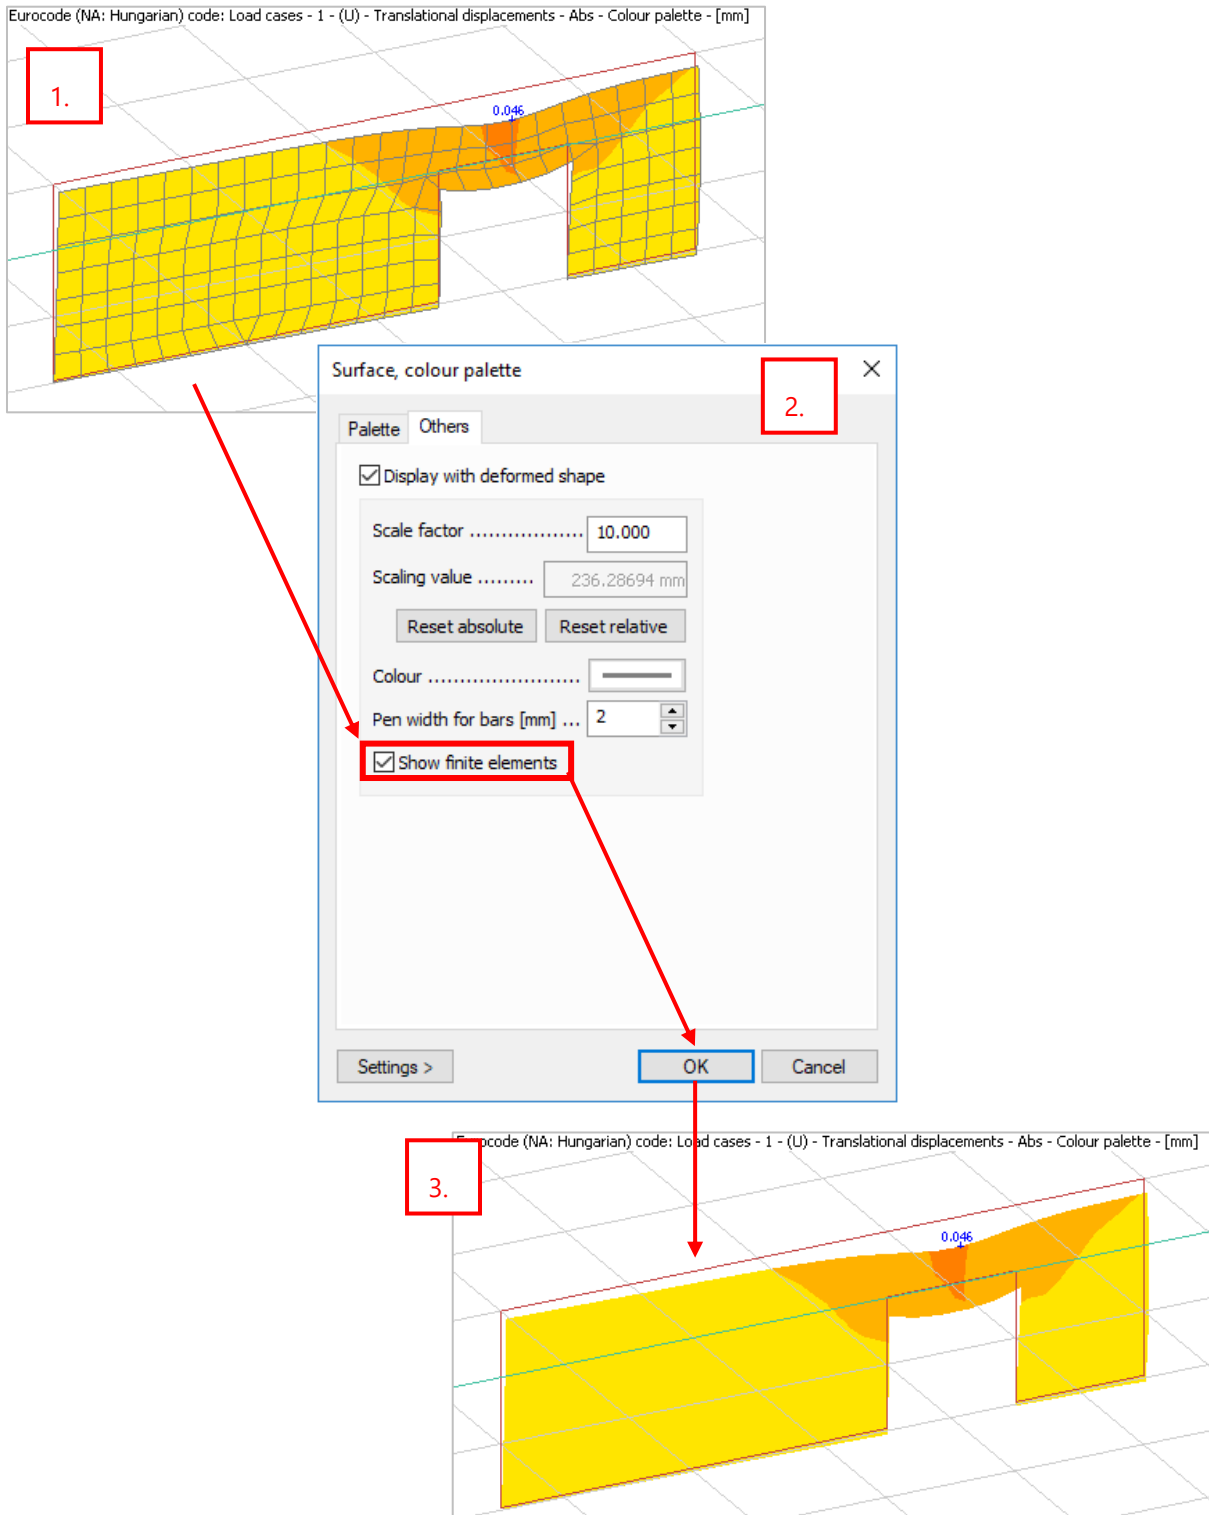 Eurocode (NA: Hungarian) code: Load cases - 1 - (U) - Translational displacements - Abs - Colour palette - [mm]
1.
0.046
Surface, colour palette
2.
Palette
Others
Display with deformed shape
Scale factor .................. 10.000
Scaling value ......... 236.28694 mm
Reset absolute
Reset relative
Colour ........................
Pen width for bars [mm] ... 2
Show finite elements
Settings >
OK
Cancel
(NA: Hungarian) code: Load cases - 1 - (U) - Translational displacements - Abs - Colour palette - [mm]
3.
0.046